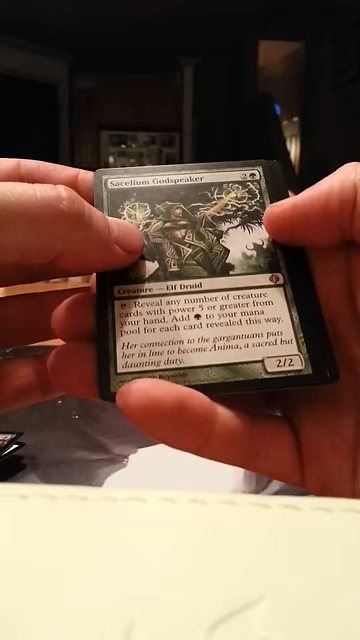 Sacellum Godspeaker 2
Creature — Elf Druid
: Reveal any number of creature
cards with power 5 or greater from
your hand. Add to your mana
pool for each card revealed this way.
Her connection to the gargantuans puts
her in line to become Anima, a sacred but
daunting duty.
2/2